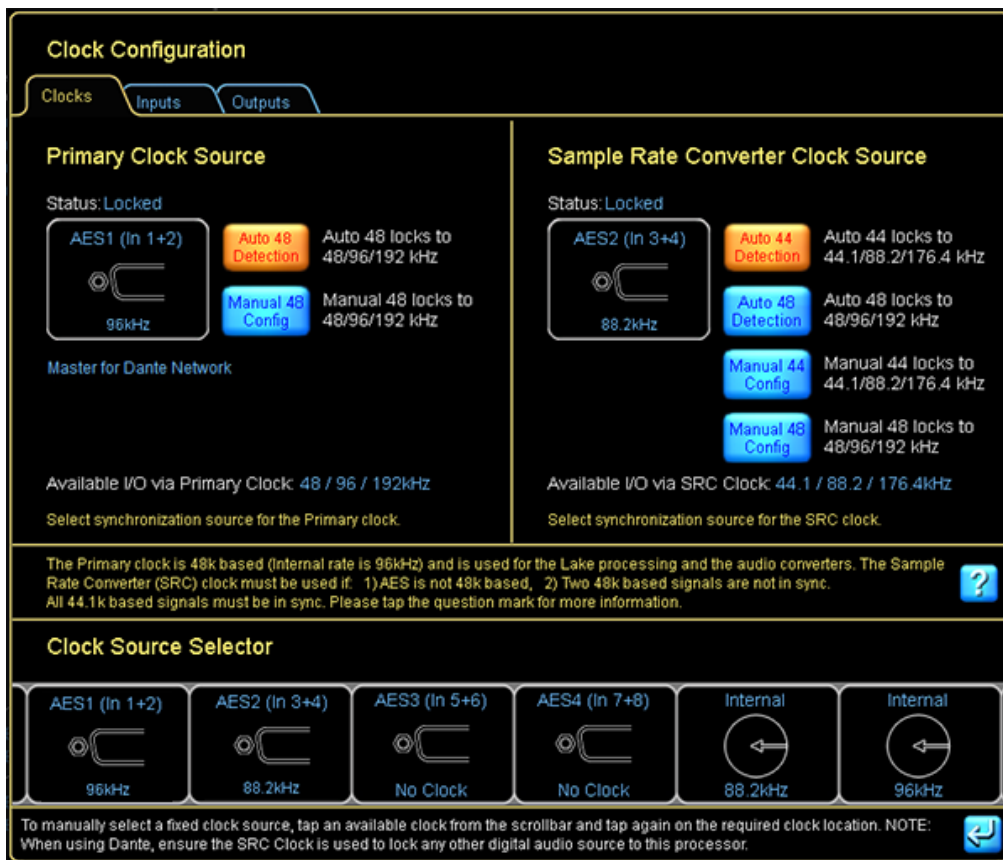 Clock Configuration
Clocks
Inputs
Outputs
Primary Clock Source
Status: Locked
AES1 (In 1+2)
96kHz
Auto 48
Detection
Auto 48 locks to
48/96/192 kHz
Manual 48
Config
Manual 48 locks to
48/96/192 kHz
Master for Dante Network
Available I/O via Primary Clock: 48 / 96 / 192kHz
Select synchronization source for the Primary clock.
Sample Rate Converter Clock Source
Status: Locked
AES2 (In 3+4)
88.2kHz
Auto 44
Detection
Auto 44 locks to
44.1/88.2/176.4 kHz
Auto 48
Detection
Auto 48 locks to
48/96/192 kHz
Manual 44
Config
Manual 44 locks to
44.1/88.2/176.4 kHz
Manual 48
Config
Manual 48 locks to
48/96/192 kHz
Available I/O via SRC Clock: 44.1 / 88.2 / 176.4kHz
Select synchronization source for the SRC clock.
The Primary clock is 48k based (Internal rate is 96kHz) and is used for the Lake processing and the audio converters. The Sample
Rate Converter (SRC) clock must be used if: 1) AES is not 48k based, 2) Two 48k based signals are not in sync.
All 44.1k based signals must be in sync. Please tap the question mark for more information.
?
Clock Source Selector
AES1 (In 1+2)
96kHz
AES2 (In 3+4)
88.2kHz
AES3 (In 5+6)
No Clock
AES4 (In 7+8)
No Clock
Internal
88.2kHz
Internal
96kHz
To manually select a fixed clock source, tap an available clock from the scrollbar and tap again on the required clock location. NOTE:
When using Dante, ensure the SRC Clock is used to lock any other digital audio source to this processor.